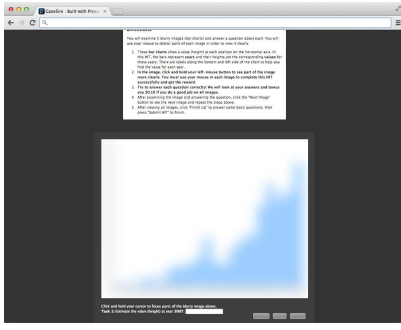 GazeSim : Built with Proce
You will examine 5 blurry images (bar charts) and answer a question about each. You will
use your mouse to deblur parts of each image in order to view it clearly.
1. These bar charts show a value (height) at each position on the horizontal axis. In
this HIT, the bars represent years and their heights are the corresponding values for
those years. There are labels along the bottom and left side of the chart to help you
find the value for each year.
2. In the image, click and hold your left-mouse button to see part of the image
more clearly. You must use your mouse in each image to complete this HIT
successfully and get the reward.
3. Try to answer each question correctly! We will look at your answers and bonus
you $0.10 if you do a good job on all images.
4. After examining the image and answering the question, click the "Next Image"
button to see the next image and repeat the steps above.
5. After viewing all images, click "Finish Up" to answer some basic questions, then
press "Submit HIT" to finish.
Click and hold your cursor to focus parts of the blurry image above.
Task 1: Estimate the value (height) at year